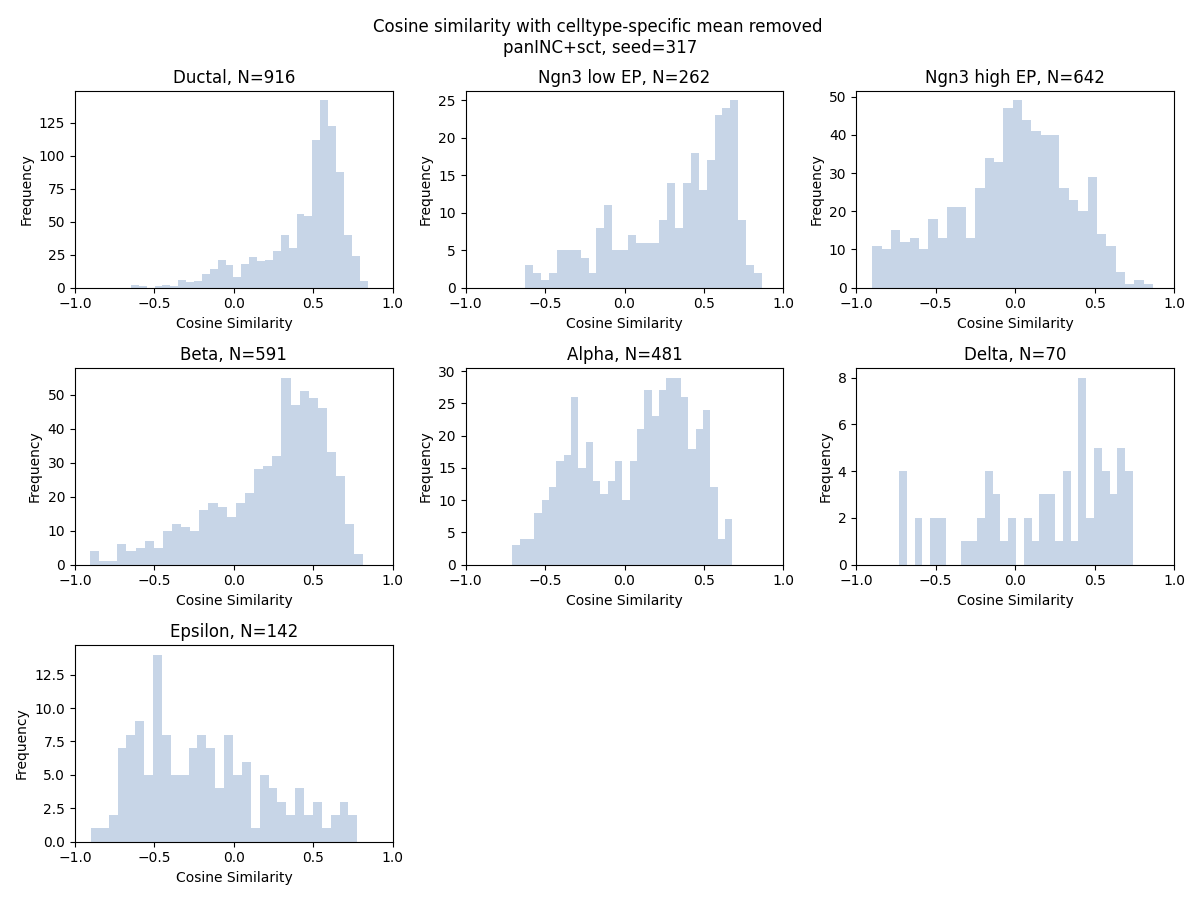 Cosine similarity with celltype-specific mean removed
panINC+sct, seed=317
Ductal, N=916
Frequency
0
25
50
75
100
125
−1.0 −0.5 0.0 0.5 1.0
Cosine Similarity
Ngn3 low EP, N=262
Frequency
0
5
10
15
20
25
−1.0 −0.5 0.0 0.5 1.0
Cosine Similarity
Ngn3 high EP, N=642
Frequency
0
10
20
30
40
50
−1.0 −0.5 0.0 0.5 1.0
Cosine Similarity
Beta, N=591
Frequency
0
10
20
30
40
50
−1.0 −0.5 0.0 0.5 1.0
Cosine Similarity
Alpha, N=481
Frequency
0
5
10
15
20
25
30
−1.0 −0.5 0.0 0.5 1.0
Cosine Similarity
Delta, N=70
Frequency
0
2
4
6
8
−1.0 −0.5 0.0 0.5 1.0
Cosine Similarity
Epsilon, N=142
Frequency
0.0
2.5
5.0
7.5
10.0
12.5
−1.0 −0.5 0.0 0.5 1.0
Cosine Similarity